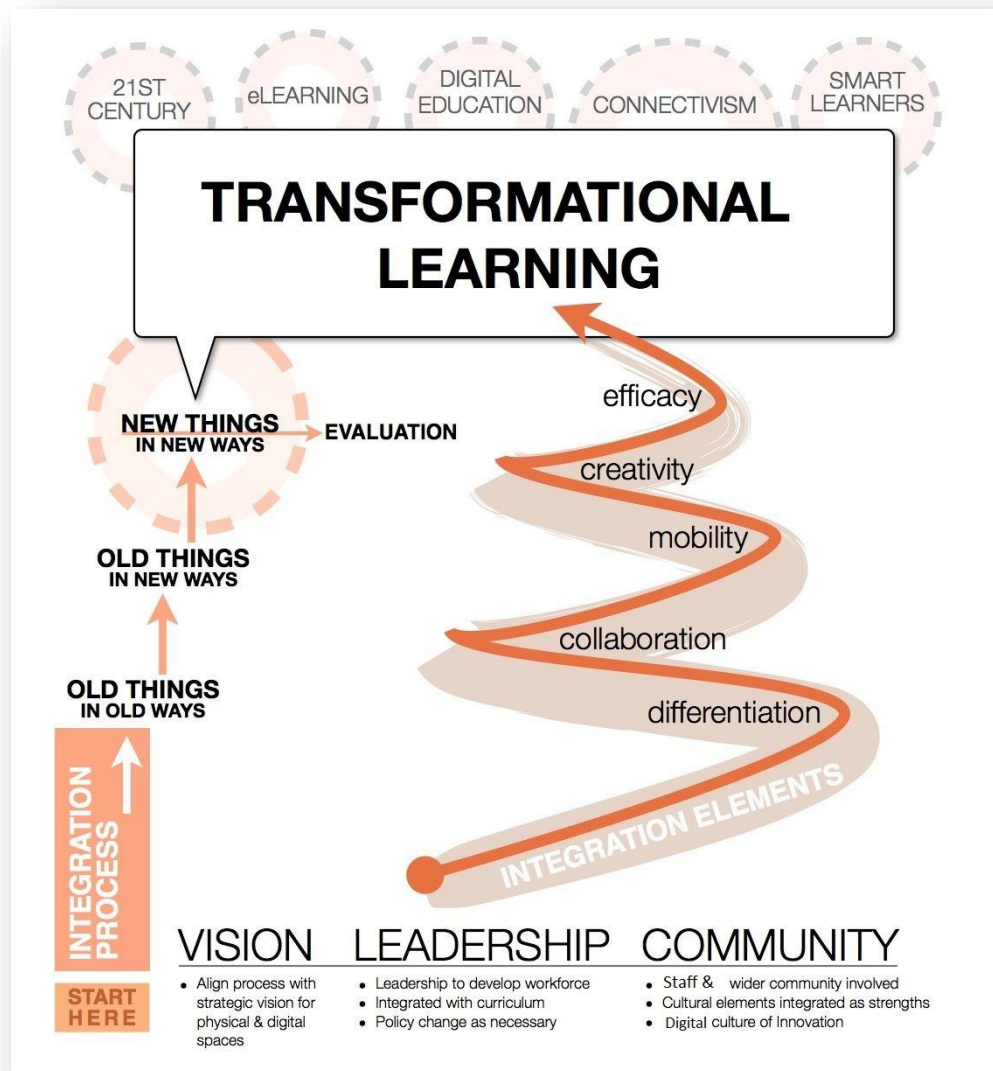 21ST
CENTURY
eLEARNING
DIGITAL
EDUCATION
CONNECTIVISM
SMART
LEARNERS
TRANSFORMATIONAL
LEARNING
NEW THINGS
IN NEW WAYS
EVALUATION
OLD THINGS
IN NEW WAYS
OLD THINGS
IN OLD WAYS
INTEGRATION
PROCESS
START
HERE
efficacy
creativity
mobility
collaboration
differentiation
INTEGRATION ELEMENTS
VISION
• Align process with
strategic vision for
physical & digital
spaces
LEADERSHIP
• Leadership to develop workforce
• Integrated with curriculum
• Policy change as necessary
COMMUNITY
• Staff & wider community involved
• Cultural elements integrated as strengths
• Digital culture of Innovation